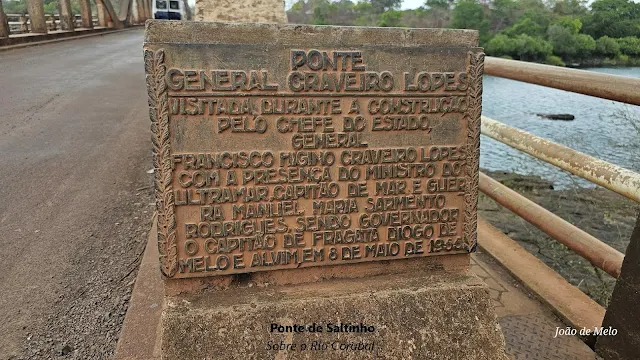 PONTE
GENERAL CRAVEIRO LOPES
VISITADA DURANTE A CONSTRUÇÃO
PELO CHEFE DO ESTADO,
GENERAL
FRANCISCO HIGINO CRAVEIRO LOPES
COM A PRESENÇA DO MINISTRO DO
ULTRAMAR CAPITÃO DE MAR E GUER
RA MANUEL MARIA SARMENTO
RODRIGUES, SENDO GOVERNADOR
O CAPITÃO DE FRAGATA DIOGO DE
MELO E ALVIM, EM 8 DE MAIO DE 1955
Ponte de Saltinho
Sobre o Rio Corubal
João de Melo